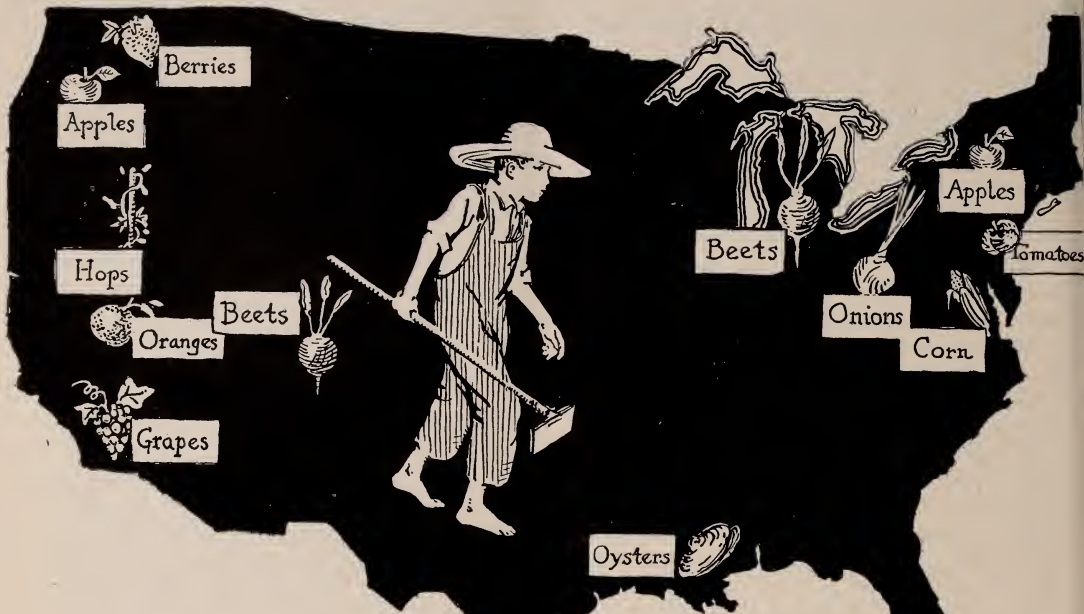 Berries
Apples
Hops
Oranges
Grapes
Beets
Beets
Apples
Tomatoes
Onions
Corn
Oysters